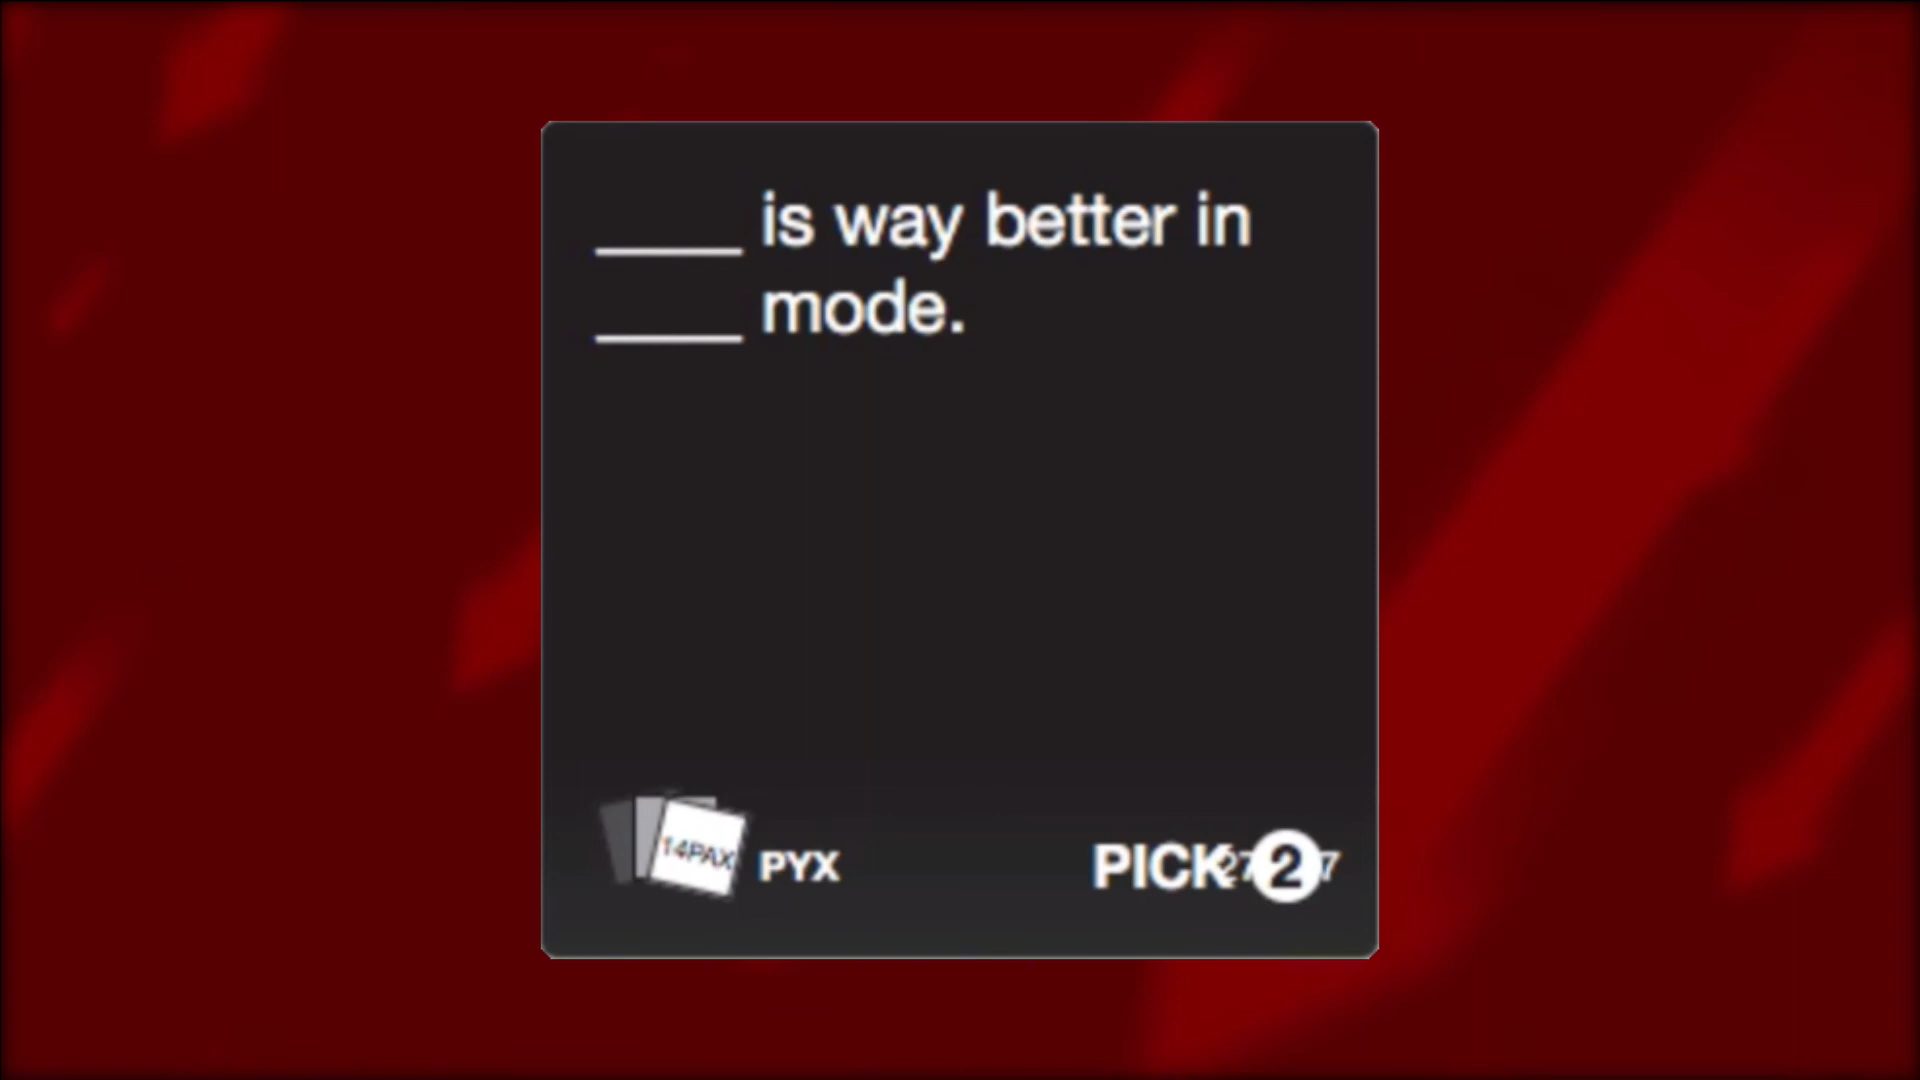 ____ is way better in
____ mode.
14PAX PYX PICK 2